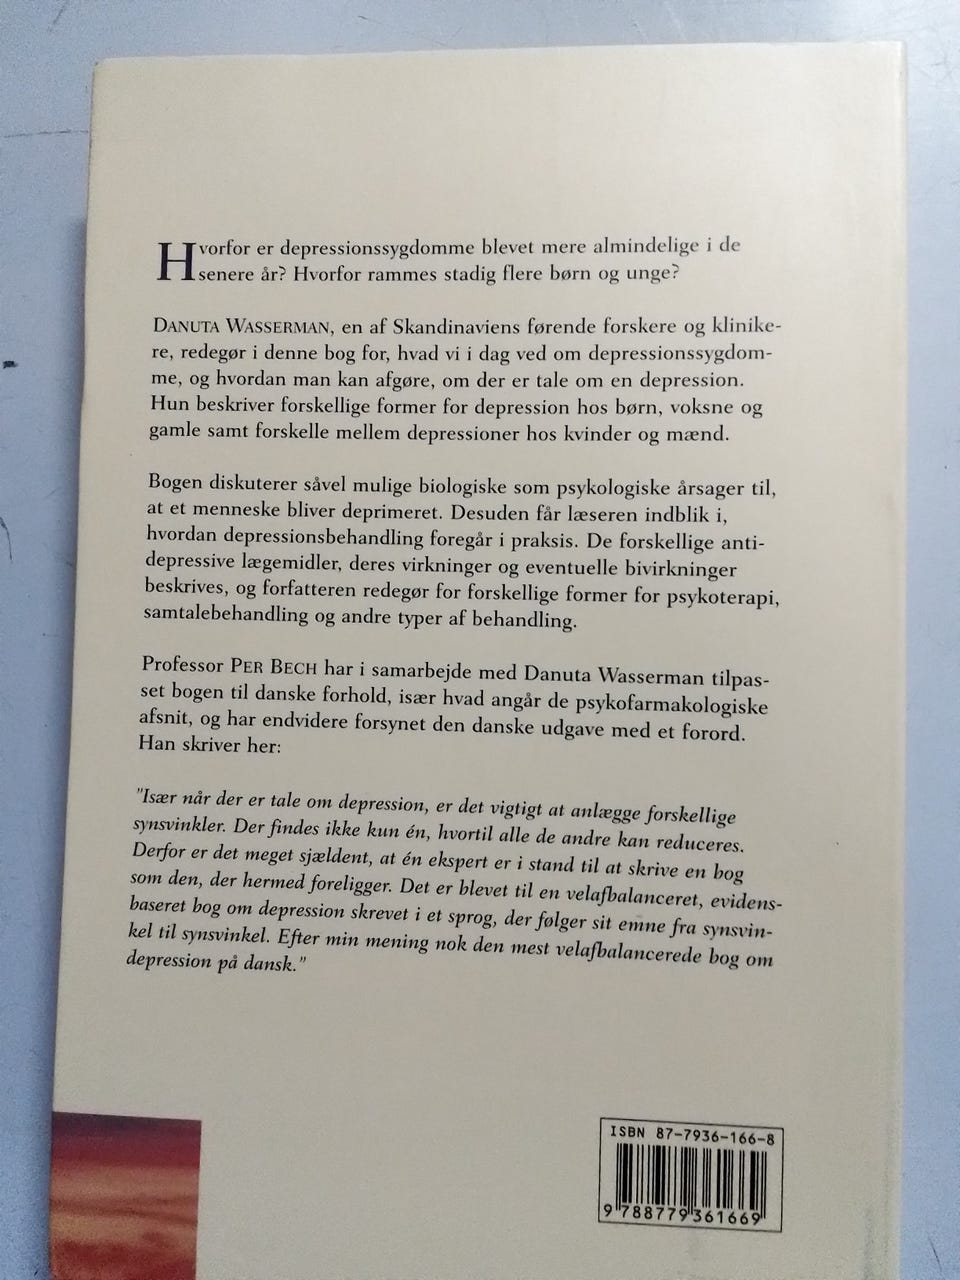 Hvorfor er depressionssygdomme blevet mere almindelige i de
senere år? Hvorfor rammes stadig flere børn og unge?
DANUTA WASSERMAN, en af Skandinaviens førende forskere og klinike-
re, redegør i denne bog for, hvad vi i dag ved om depressionssygdom-
me, og hvordan man kan afgøre, om der er tale om en depression.
Hun beskriver forskellige former for depression hos børn, voksne og
gamle samt forskelle mellem depressioner hos kvinder og mænd.
Bogen diskuterer såvel mulige biologiske som psykologiske årsager til,
at et menneske bliver deprimeret. Desuden får læseren indblik i,
hvordan depressionsbehandling foregår i praksis. De forskellige anti-
depressive lægemidler, deres virkninger og eventuelle bivirkninger
beskrives, og forfatteren redegør for forskellige former for psykoterapi,
samtalebehandling og andre typer af behandling.
Professor PER BECH har i samarbejde med Danuta Wasserman tilpas-
set bogen til danske forhold, især hvad angår de psykofarmakologiske
afsnit, og har endvidere forsynet den danske udgave med et forord.
Han skriver her:
"Især når der er tale om depression, er det vigtigt at anlægge forskellige
synsvinkler. Der findes ikke kun én, hvortil alle de andre kan reduceres.
Derfor er det meget sjældent, at én ekspert er i stand til at skrive en bog
som den, der hermed foreligger. Det er blevet til en velafbalanceret, evidens-
baseret bog om depression skrevet i et sprog, der følger sit emne fra synsvin-
kel til synsvinkel. Efter min mening nok den mest velafbalancerede bog om
depression på dansk."
ISBN 87-7936-166-8
9 788779 361669